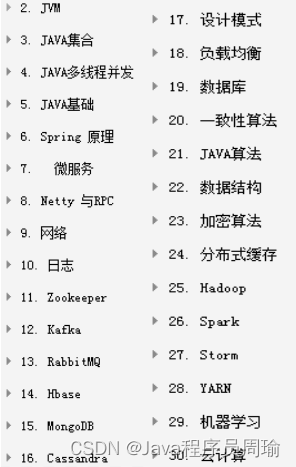 2. JVM
3. JAVA集合
4. JAVA多线程并发
5. JAVA基础
6. Spring 原理
7. 微服务
8. Netty 与RPC
9. 网络
10. 日志
11. Zookeeper
12. Kafka
13. RabbitMQ
14. Hbase
15. MongoDB
16. Cassandra
17. 设计模式
18. 负载均衡
19. 数据库
20. 一致性算法
21. JAVA算法
22. 数据结构
23. 加密算法
24. 分布式缓存
25. Hadoop
26. Spark
27. Storm
28. YARN
29. 机器学习
30. 云计算
CSDN @Java程序员周瑜